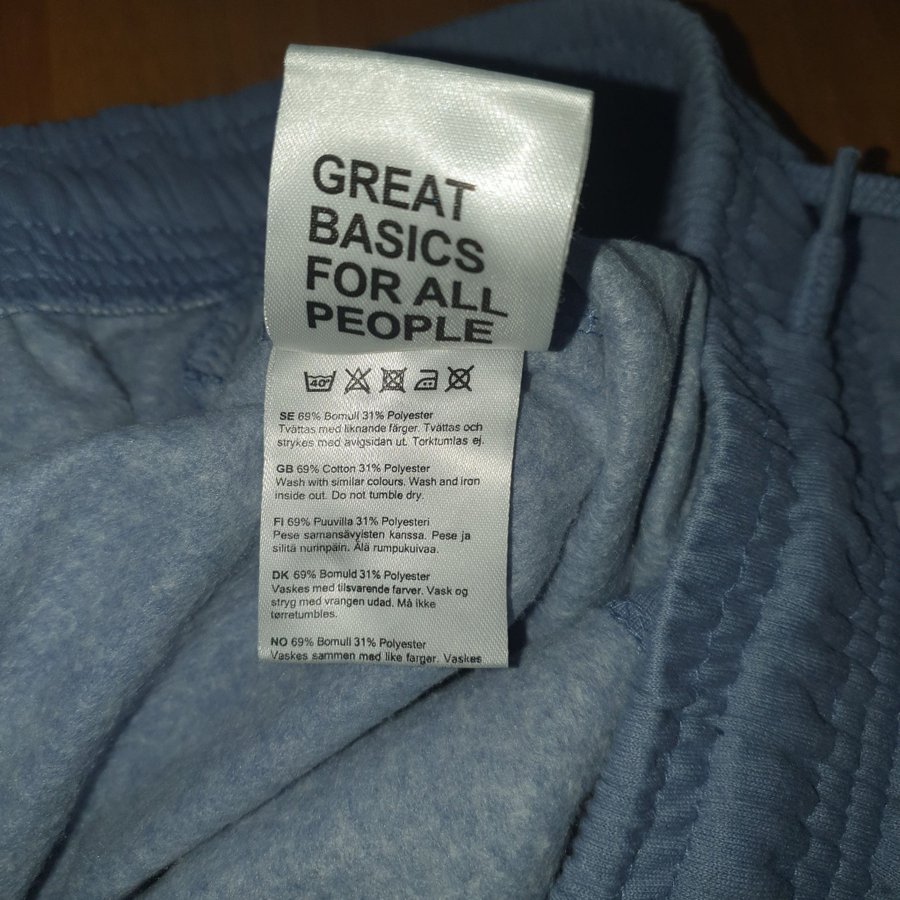 GREAT
BASICS
FOR ALL
PEOPLE
40°
SE 69% Bomull 31% Polyester
Tvättas med liknande färger. Tvättas och
strykes med avigsidan ut. Torktumlas ej.
GB 69% Cotton 31% Polyester
Wash with similar colours. Wash and iron
inside out. Do not tumble dry.
FI 69% Puuvilla 31% Polyesteri
Pese samansävyisten kanssa. Pese ja
silitä nurinpäin. Älä rumpukuivaa.
DK 69% Bomuld 31% Polyester
Vaskes med tilsvarende farver. Vask og
stryg med vrangen udad. Må ikke
tørretumbles.
NO 69% Bomull 31% Polyester
Vaskes sammen med like farger. Vaskes